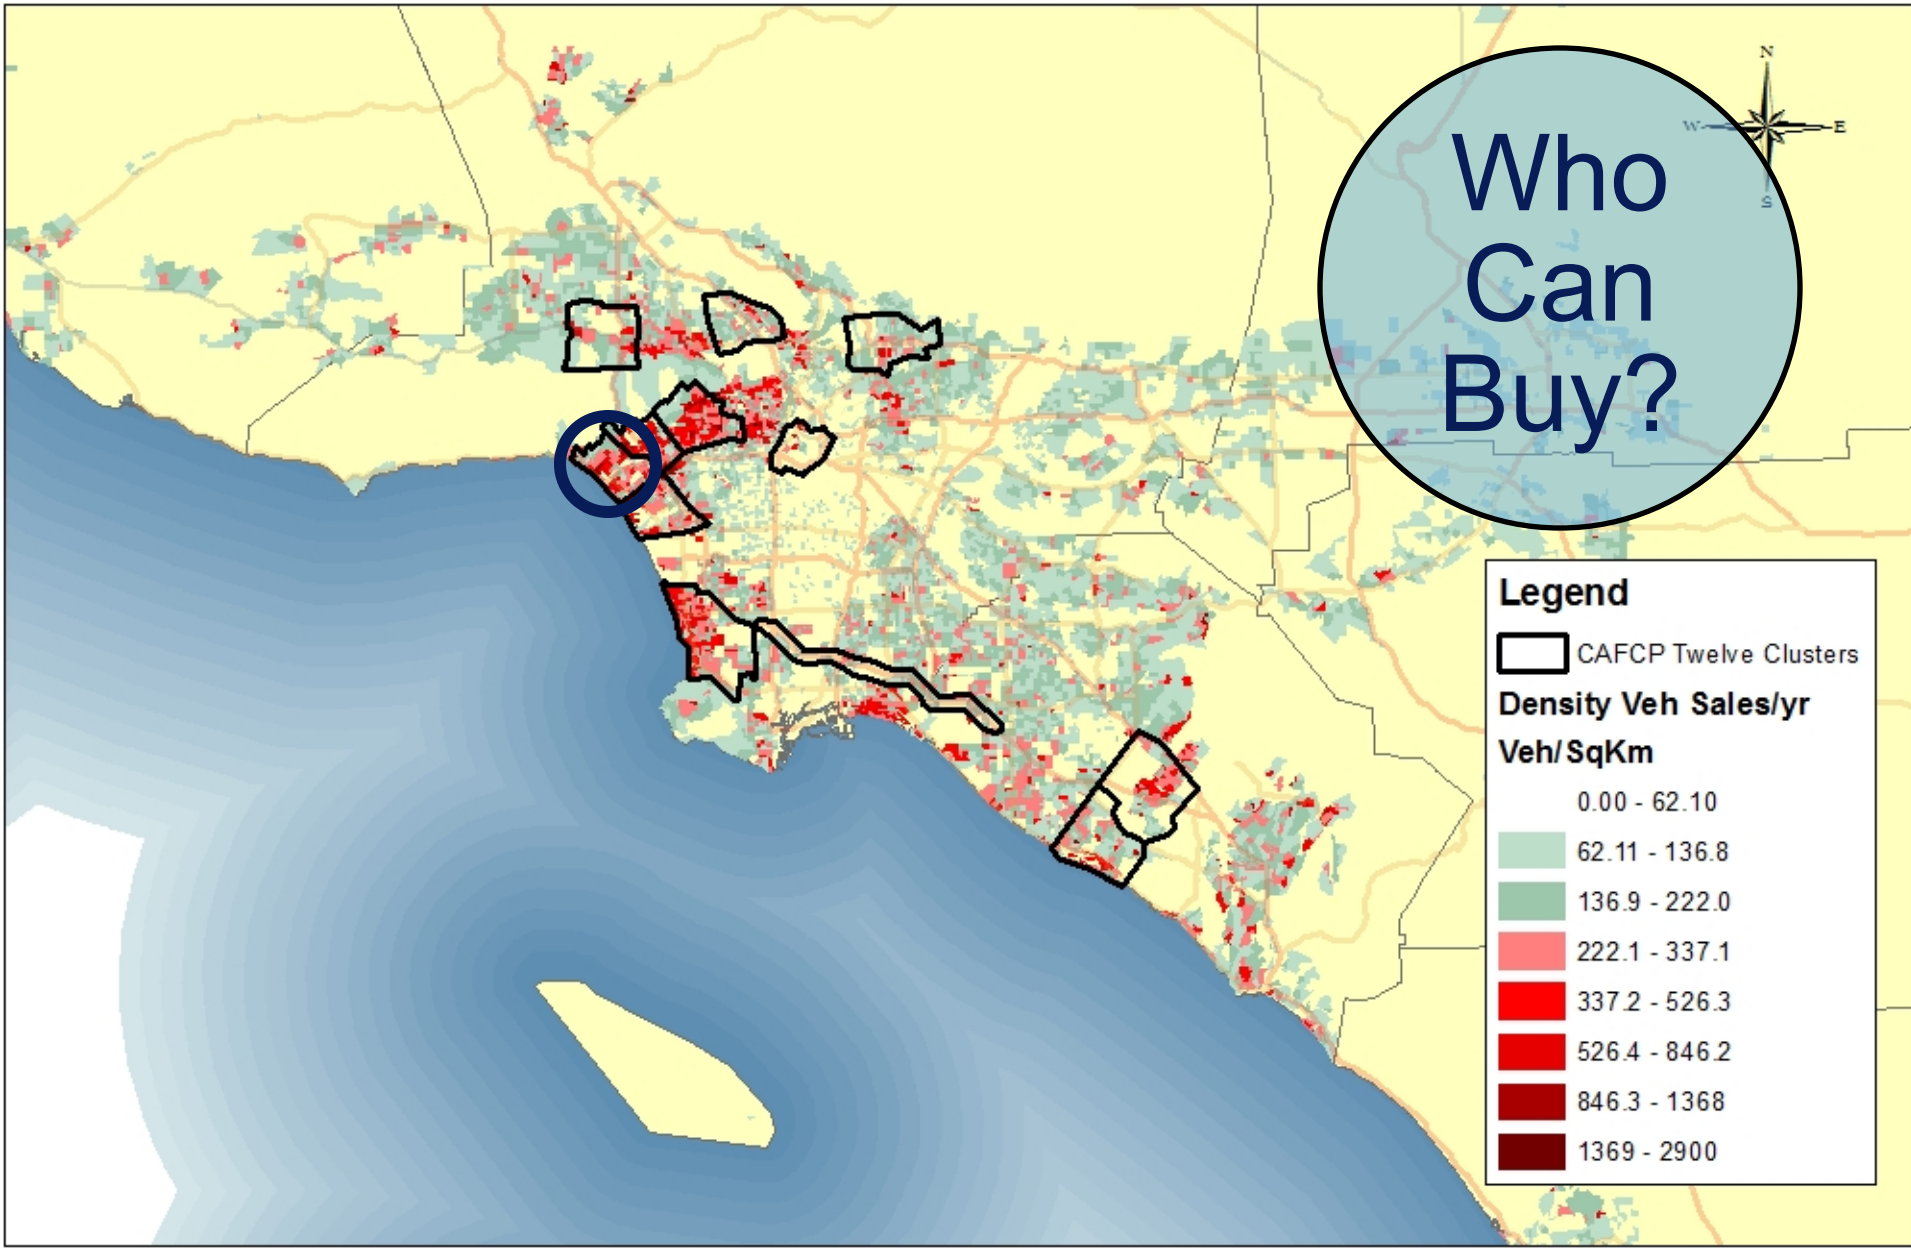 N
W E
S
Who
Can
Buy?
Legend
CAFCP Twelve Clusters
Density Veh Sales/yr
Veh/SqKm
0.00 - 62.10
62.11 - 136.8
136.9 - 222.0
222.1 - 337.1
337.2 - 526.3
526.4 - 846.2
846.3 - 1368
1369 - 2900